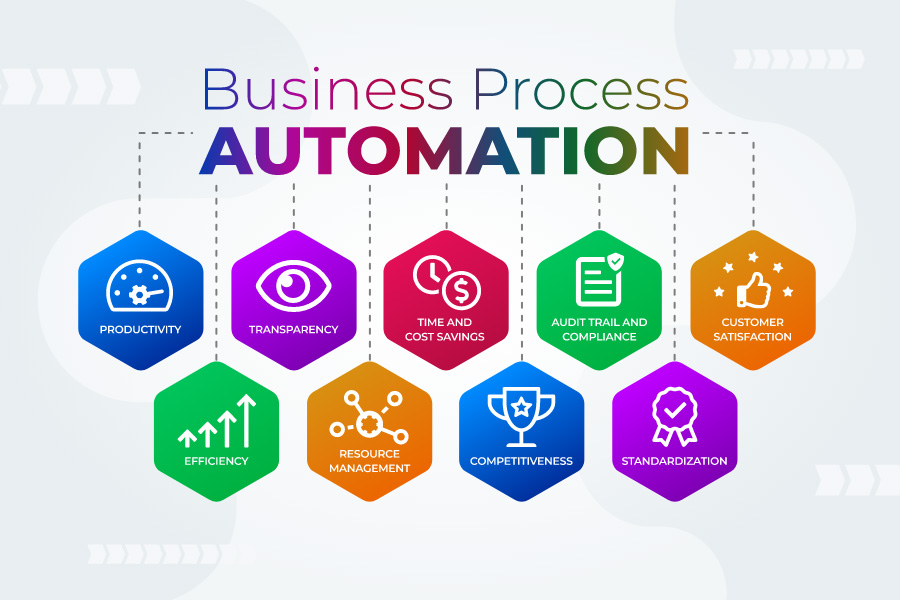 Business Process
AUTOMATION
PRODUCTIVITY
TRANSPARENCY
TIME AND
COST SAVINGS
AUDIT TRAIL AND
COMPLIANCE
CUSTOMER
SATISFACTION
EFFICIENCY
RESOURCE
MANAGEMENT
COMPETITIVENESS
STANDARDIZATION
$